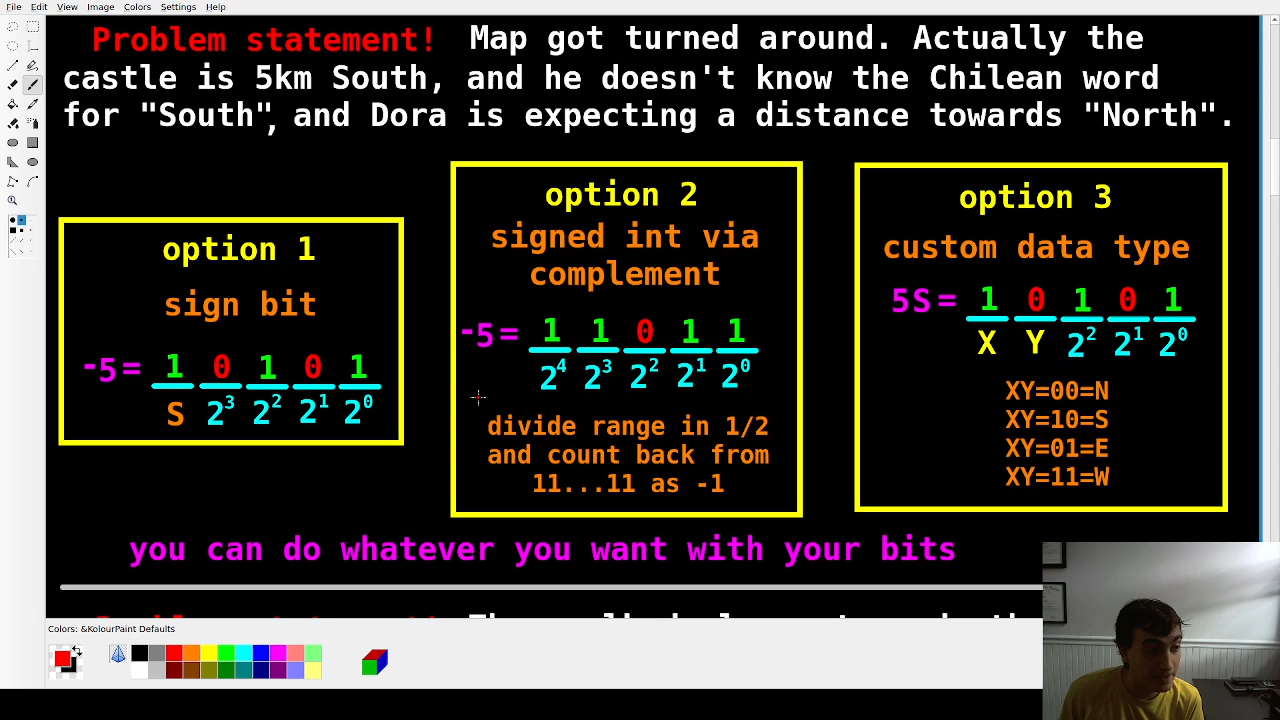 File Edit View Image Colors Settings Help
Problem statement! Map got turned around. Actually the
castle is 5km South, and he doesn't know the Chilean word
for "South", and Dora is expecting a distance towards "North".
option 1
sign bit
-5= 1 0 1 0 1
S 2³ 2² 2¹ 2⁰
option 2
signed int via
complement
-5= 1 1 0 1 1
2⁴ 2³ 2² 2¹ 2⁰
divide range in 1/2
and count back from
11...11 as -1
option 3
custom data type
5S= 1 0 1 0 1
X Y 2² 2¹ 2⁰
XY=00=N
XY=10=S
XY=01=E
XY=11=W
you can do whatever you want with your bits
Colors: &KolourPaint Defaults